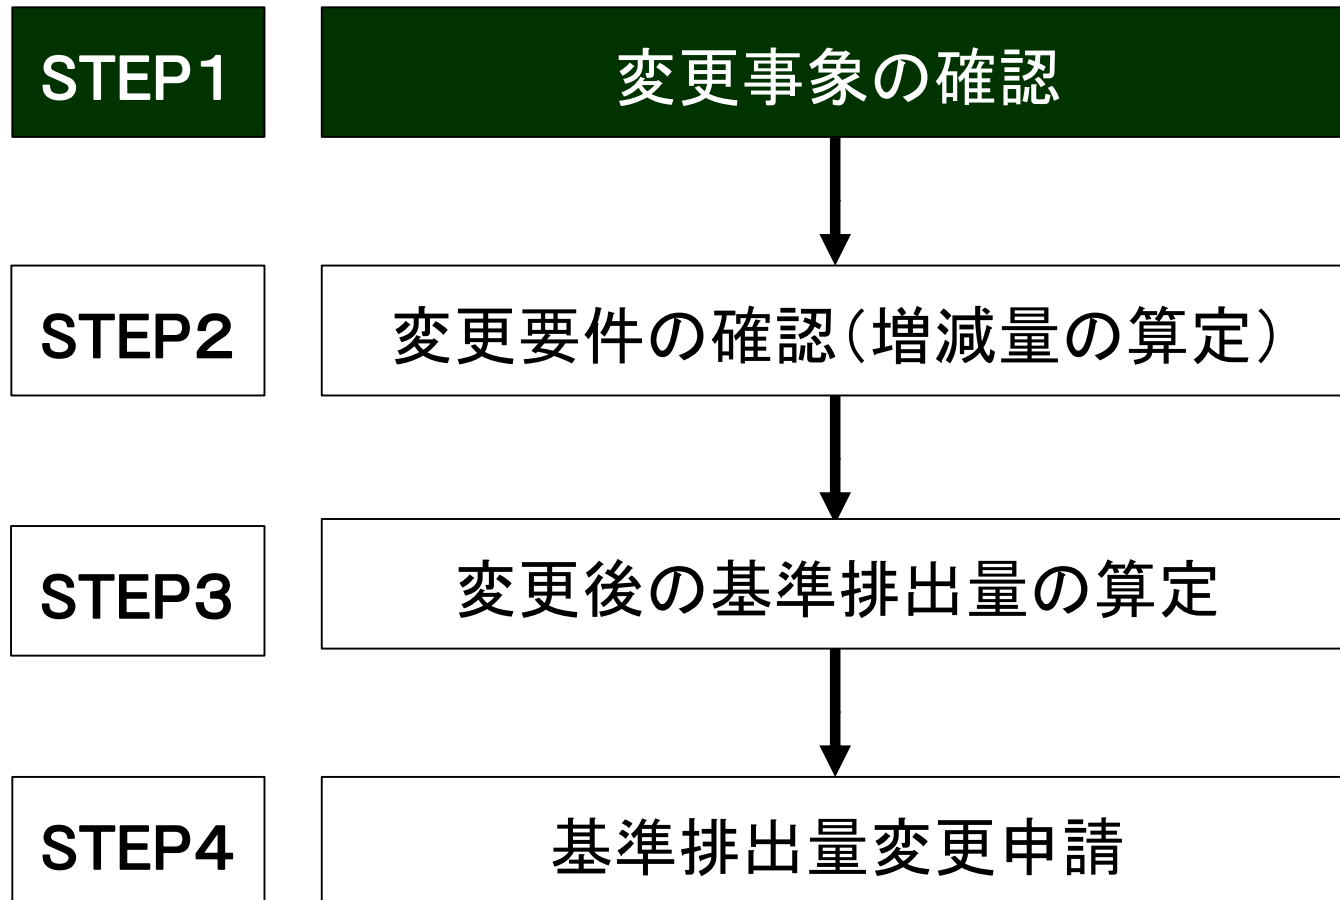 STEP1
変更事象の確認
STEP2
変更要件の確認(増減量の算定)
STEP3
変更後の基準排出量の算定
STEP4
基準排出量変更申請